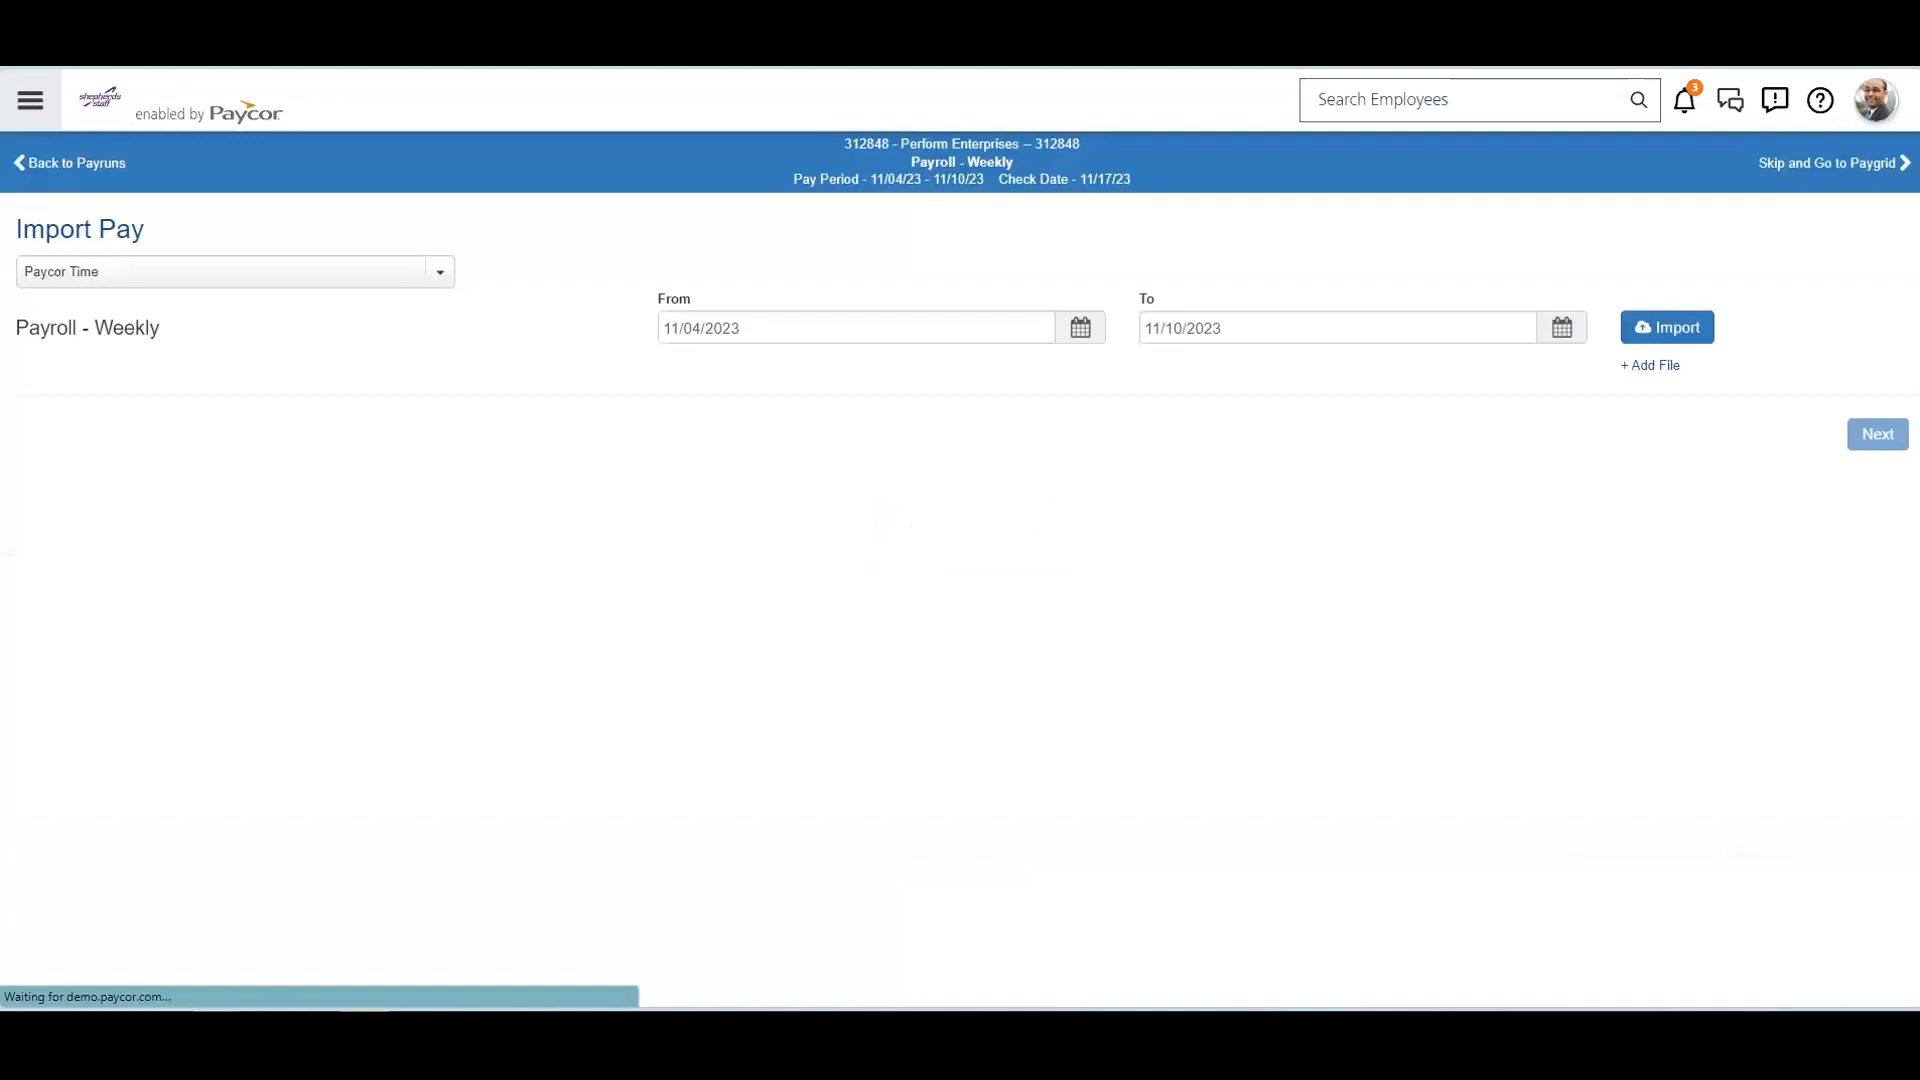 shepherds
staff
enabled by Paycor
Search Employees
3
Back to Payruns
312848 - Perform Enterprises – 312848
Payroll - Weekly
Pay Period - 11/04/23 - 11/10/23 Check Date - 11/17/23
Skip and Go to Paygrid
Import Pay
Paycor Time
From
To
Payroll - Weekly
11/04/2023
11/10/2023
Import
+ Add File
Next
Waiting for demo.paycor.com...